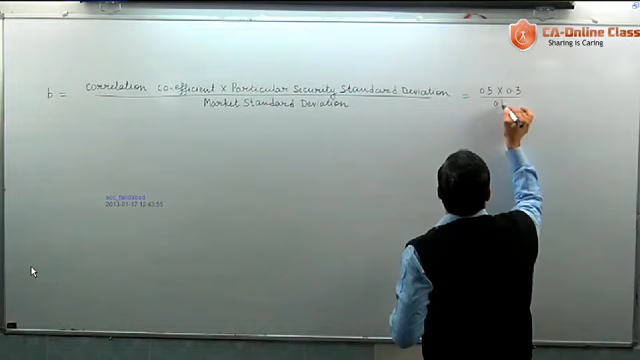 CA-Online Class
Sharing is Caring
b = Correlation Co-efficient X Particular Security Standard Deviation = 0.5 X 0.3
Market Standard Deviation
2013-01-17 12:43:55